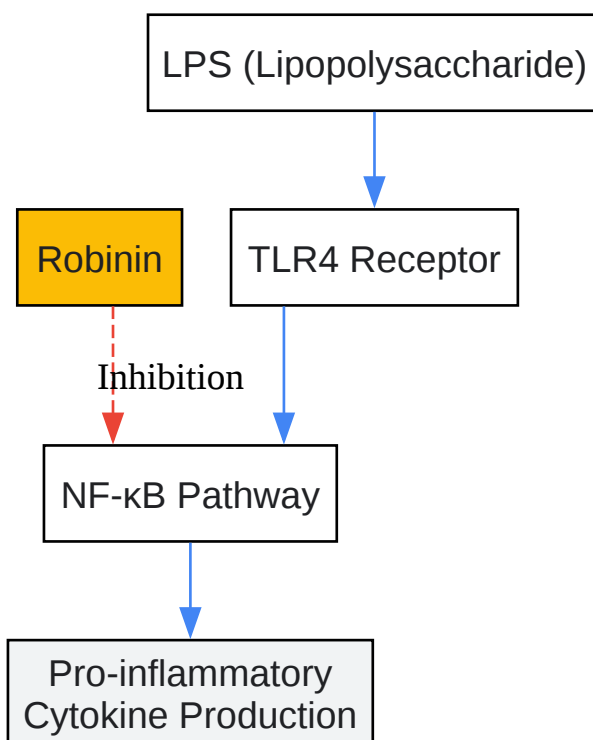 LPS (Lipopolysaccharide)
Robinin
TLR4 Receptor
Inhibition
NF-κB Pathway
Pro-inflammatory
Cytokine Production